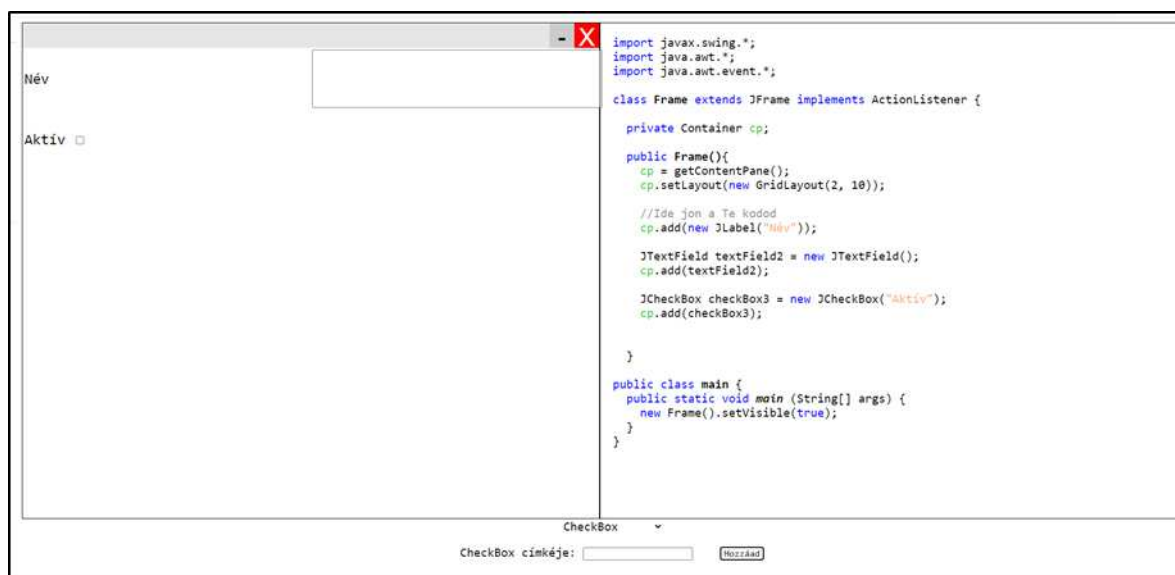 - X
Név
Aktív
import javax.swing.*;
import java.awt.*;
import java.awt.event.*;
class Frame extends JFrame implements ActionListener {
private Container cp;
public Frame(){
cp = getContentPane();
cp.setLayout(new GridLayout(2, 10));
//Ide jon a Te kodod
cp.add(new JLabel("Név"));
JTextField textField2 = new JTextField();
cp.add(textField2);
JCheckBox checkBox3 = new JCheckBox("Aktív");
cp.add(checkBox3);
}
public class main {
public static void main (String[] args) {
new Frame().setVisible(true);
}
}
CheckBox
CheckBox címkéje:
Hozzáad